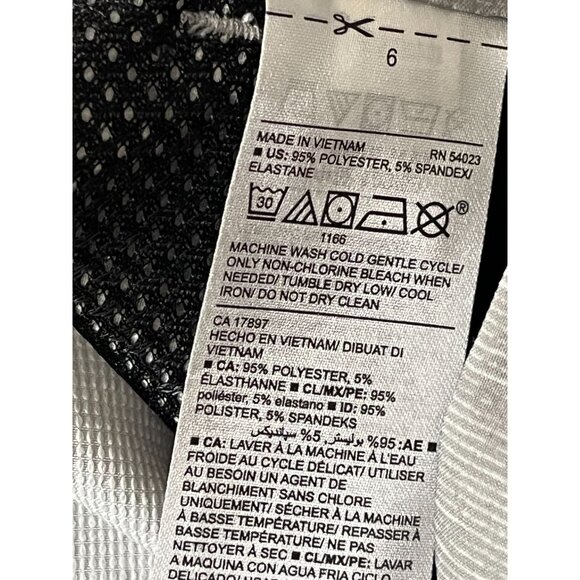 6
MADE IN VIETNAM RN 54023
■ US: 95% POLYESTER, 5% SPANDEX/
ELASTANE
30
®
1166
MACHINE WASH COLD GENTLE CYCLE/
ONLY NON-CHLORINE BLEACH WHEN
NEEDED/ TUMBLE DRY LOW/ COOL
IRON/ DO NOT DRY CLEAN
CA 17897
HECHO EN VIETNAM/ DIBUAT DI
VIETNAM
■ CA: 95% POLYESTER, 5%
ÉLASTHANNE ■ CL/MX/PE: 95%
poliéster, 5% elastano ■ ID: 95%
POLISTER, 5% SPANDEKS
■ AE: 95% بوليستر, 5% سباندیکس
■ CA: LAVER À LA MACHINE À L'EAU
FROIDE AU CYCLE DÉLICAT/ UTILISER
AU BESOIN UN AGENT DE
BLANCHIMENT SANS CHLORE
UNIQUEMENT/ SÉCHER À LA MACHINE
À BASSE TEMPÉRATURE/ REPASSER À
BASSE TEMPÉRATURE/ NE PAS
NETTOYER À SEC ■ CL/MX/PE: LAVAR
A MAQUINA CON AGUA FRIA CICLO